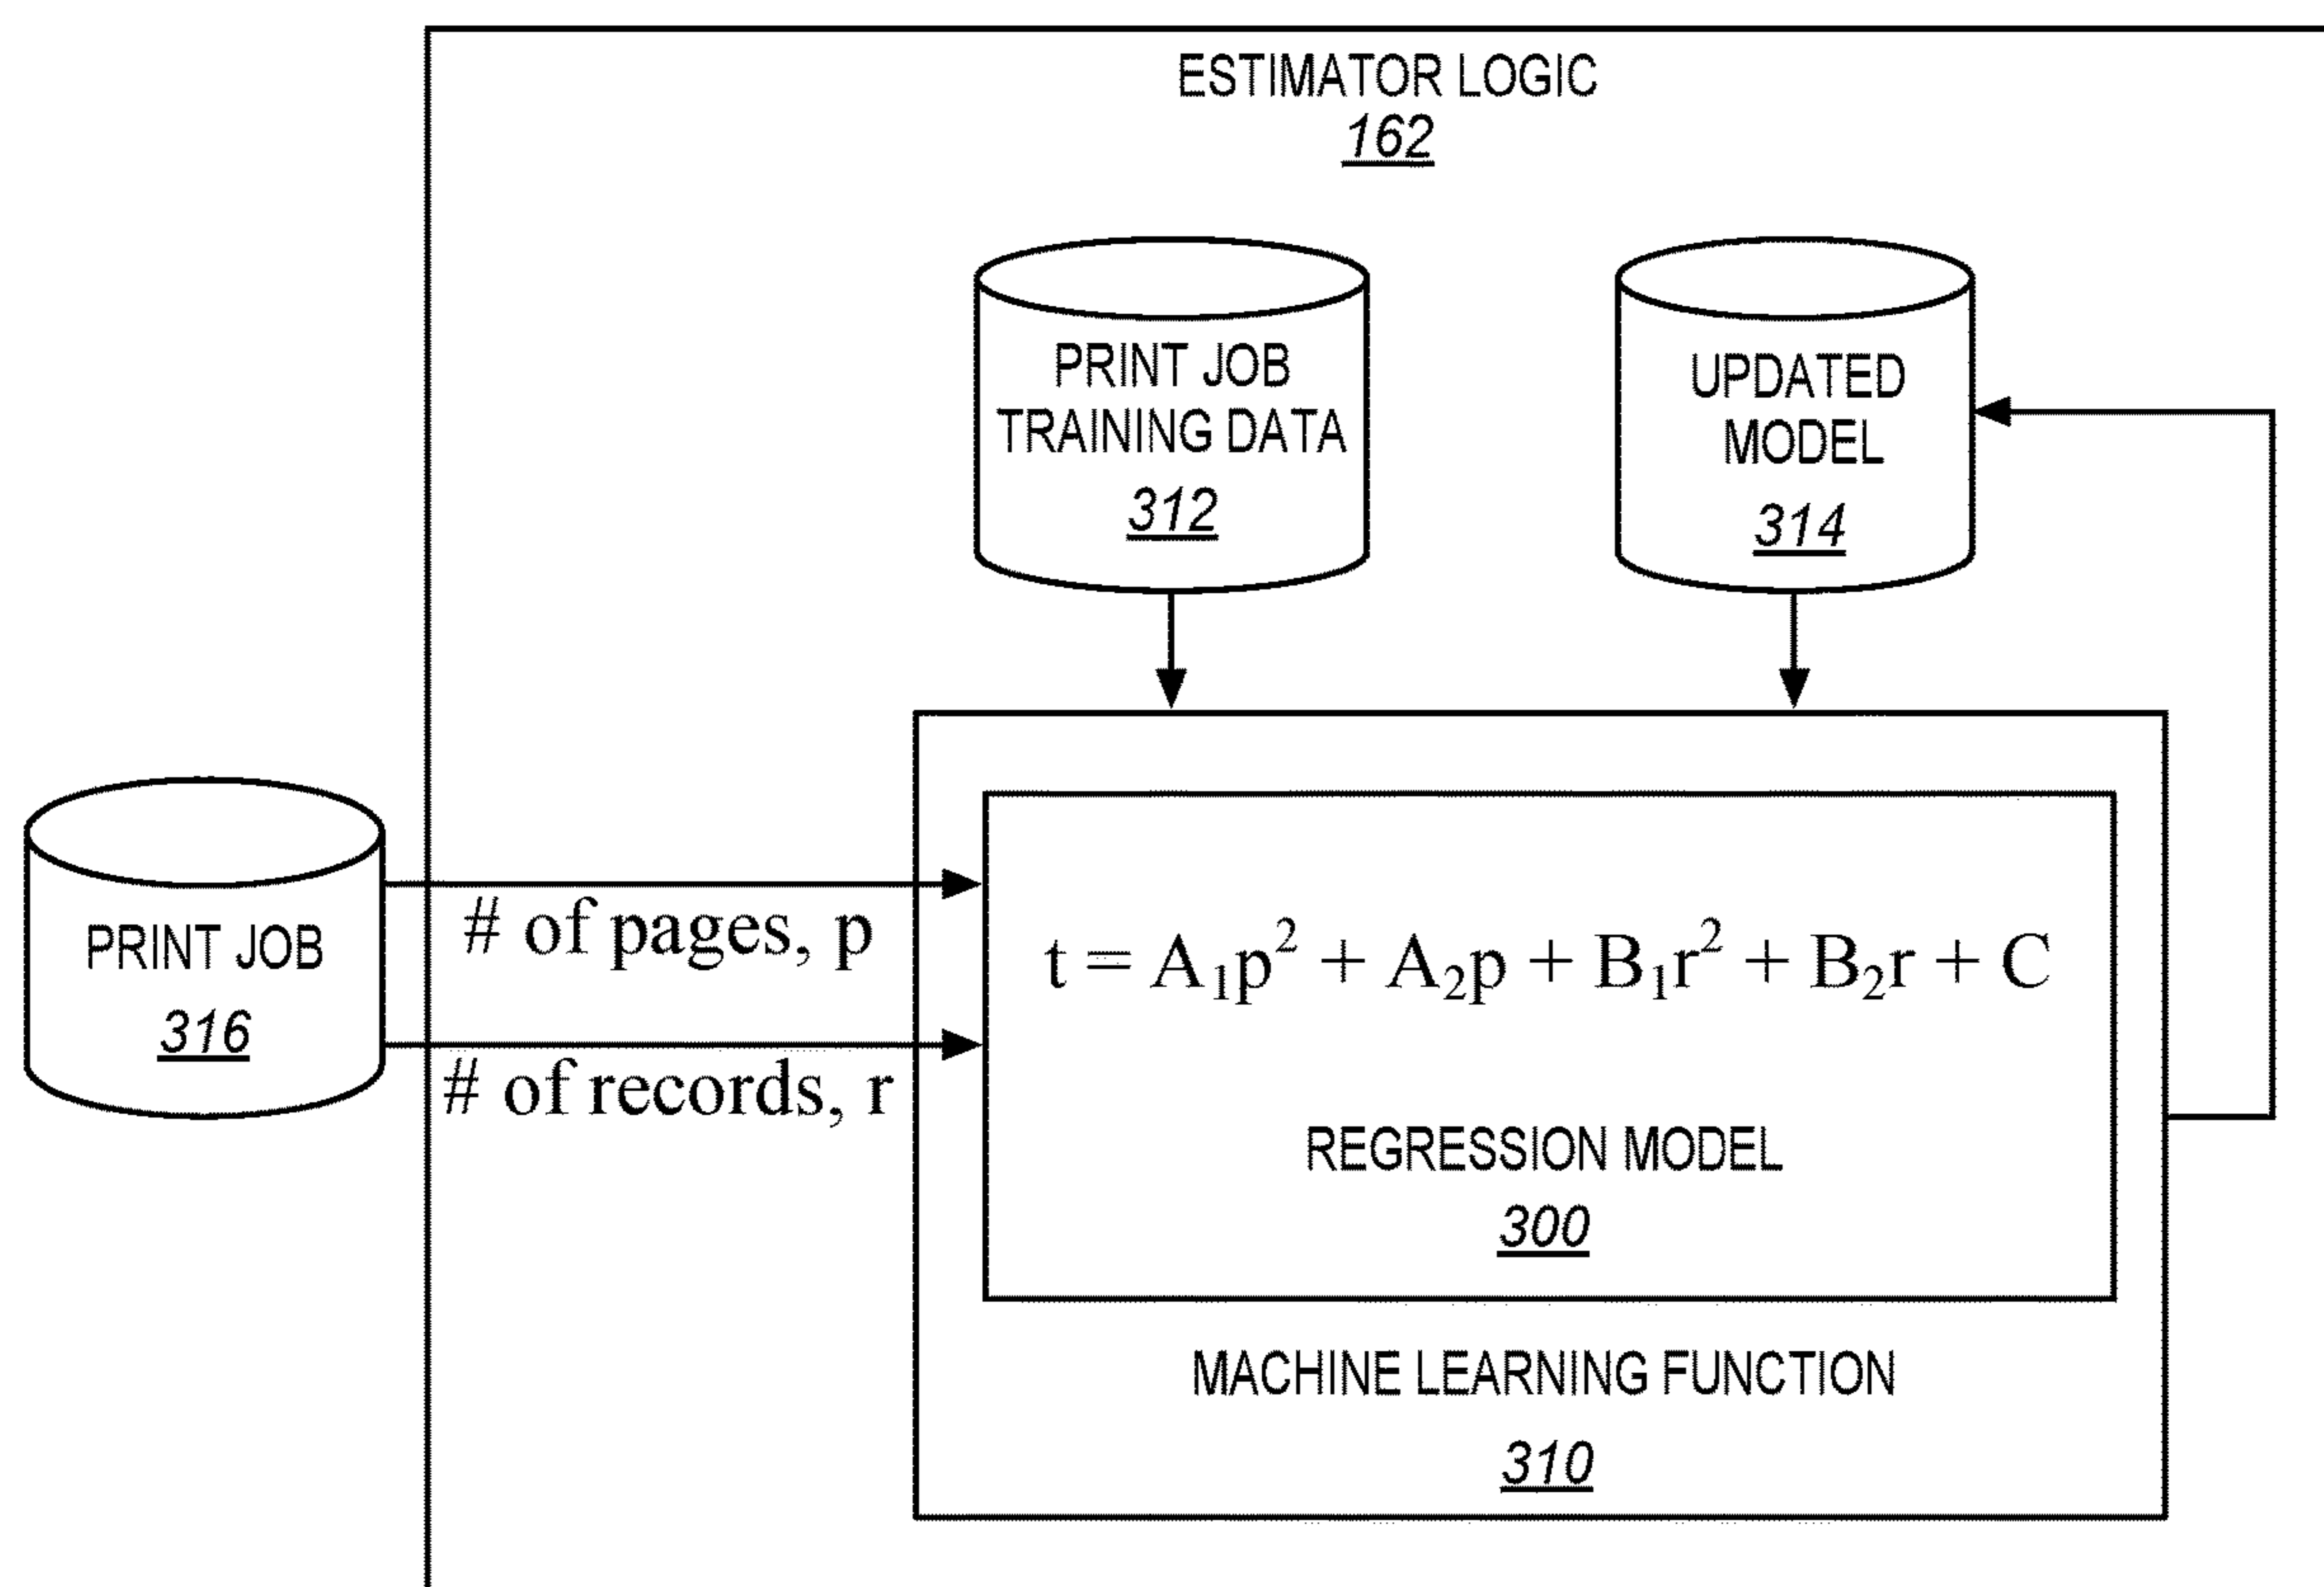 ESTIMATOR LOGIC
162
PRINT JOB
TRAINING DATA
312
UPDATED
MODEL
314
PRINT JOB
316
# of pages, p
# of records, r
t = A₁p² + A₂p + B₁r² + B₂r + C
REGRESSION MODEL
300
MACHINE LEARNING FUNCTION
310